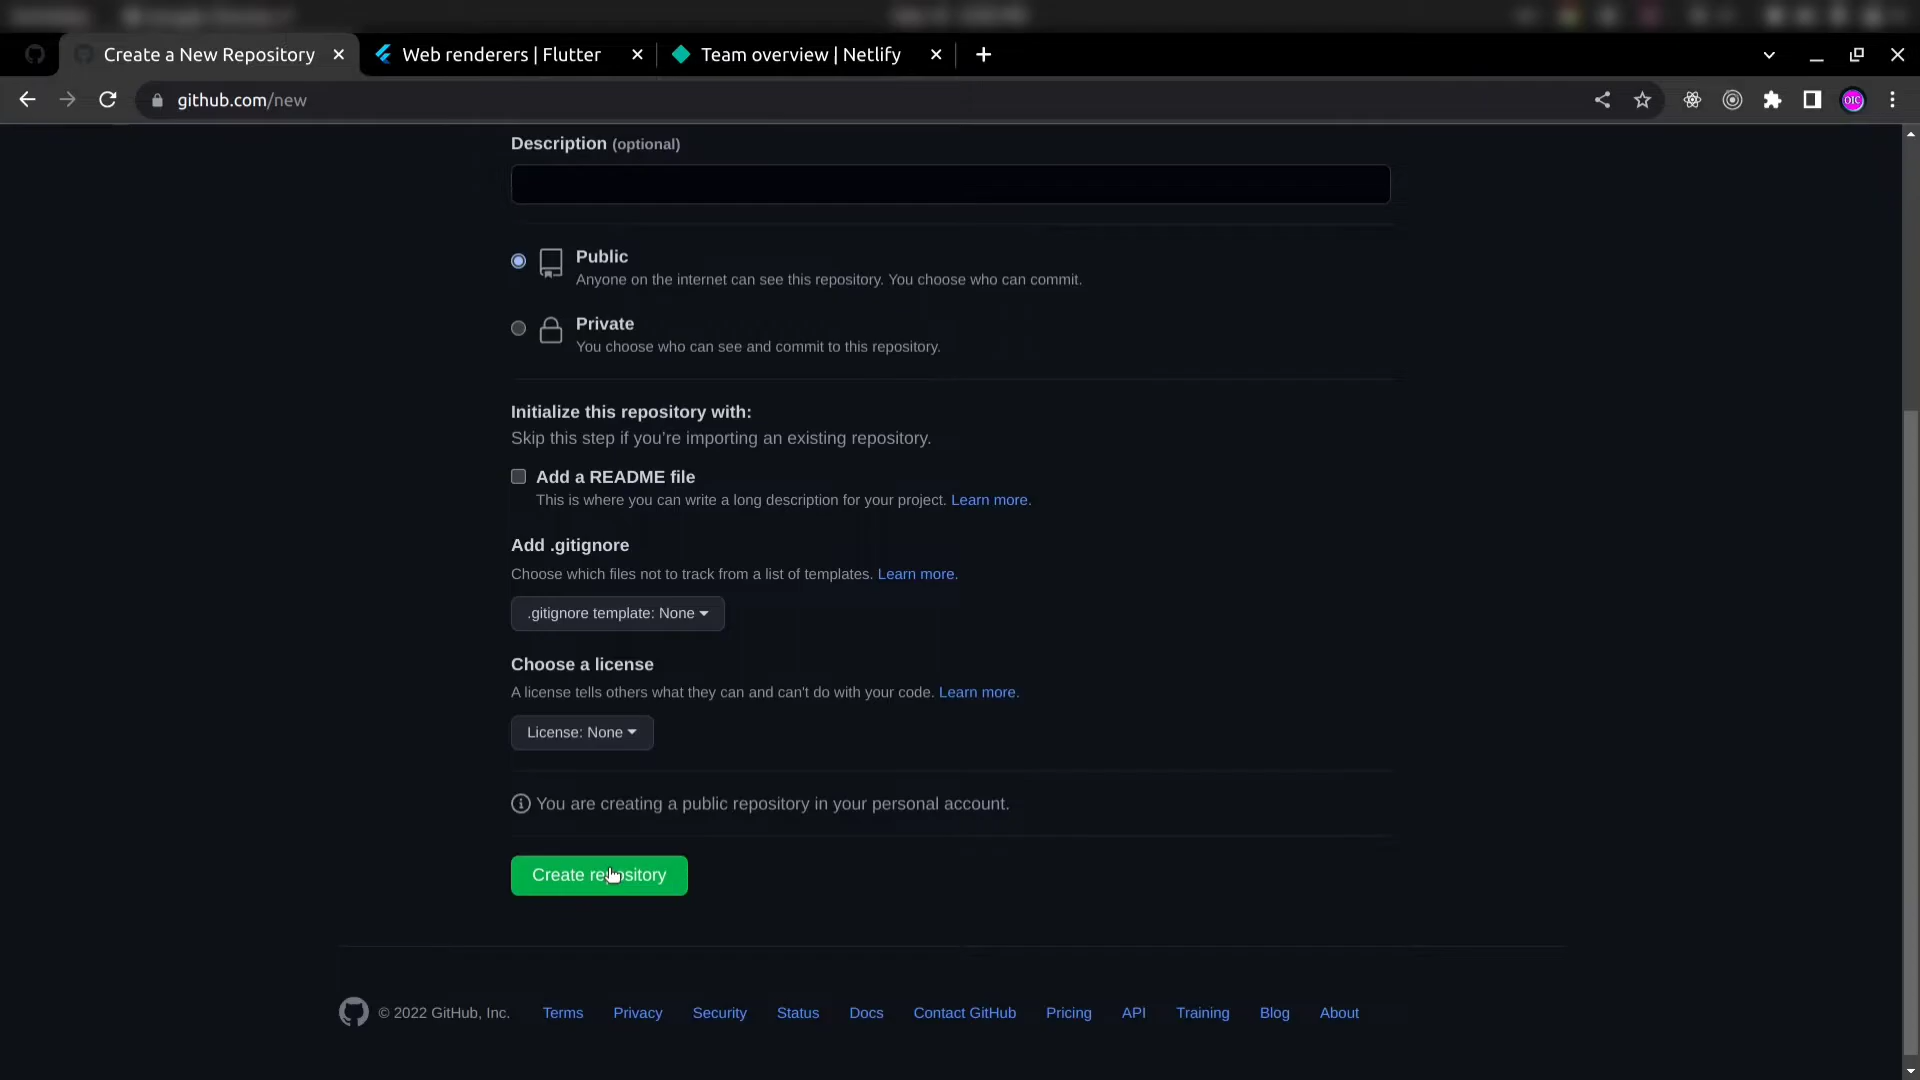 Create a New Repository
Web renderers | Flutter
Team overview | Netlify
github.com/new
OIC
Description (optional)
Public
Anyone on the internet can see this repository. You choose who can commit.
Private
You choose who can see and commit to this repository.
Initialize this repository with:
Skip this step if you’re importing an existing repository.
Add a README file
This is where you can write a long description for your project. Learn more.
Add .gitignore
Choose which files not to track from a list of templates. Learn more.
.gitignore template: None
Choose a license
A license tells others what they can and can't do with your code. Learn more.
License: None
You are creating a public repository in your personal account.
Create repository
© 2022 GitHub, Inc. Terms Privacy Security Status Docs Contact GitHub Pricing API Training Blog About